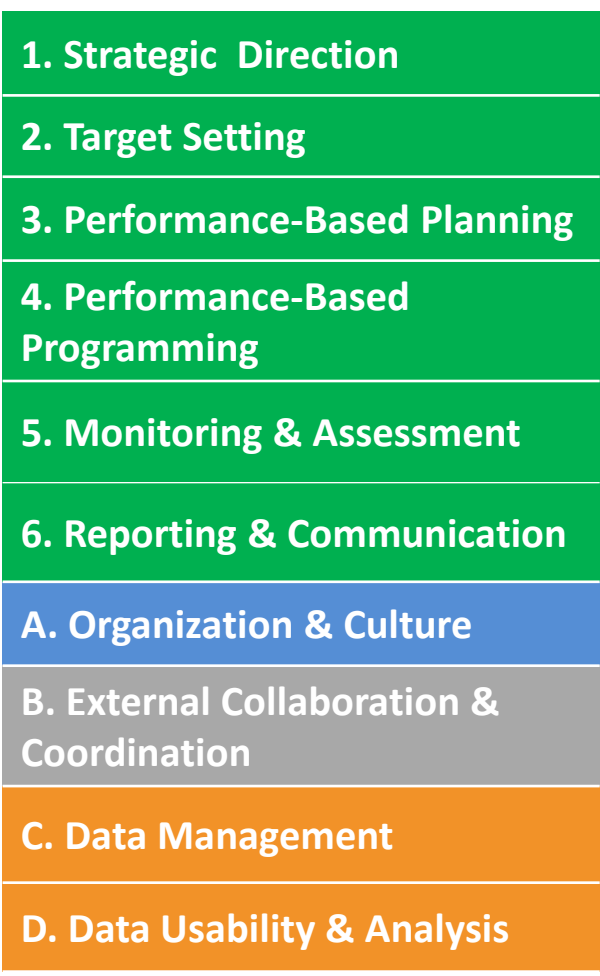 1. Strategic Direction
2. Target Setting
3. Performance-Based Planning
4. Performance-Based
Programming
5. Monitoring & Assessment
6. Reporting & Communication
A. Organization & Culture
B. External Collaboration &
Coordination
C. Data Management
D. Data Usability & Analysis